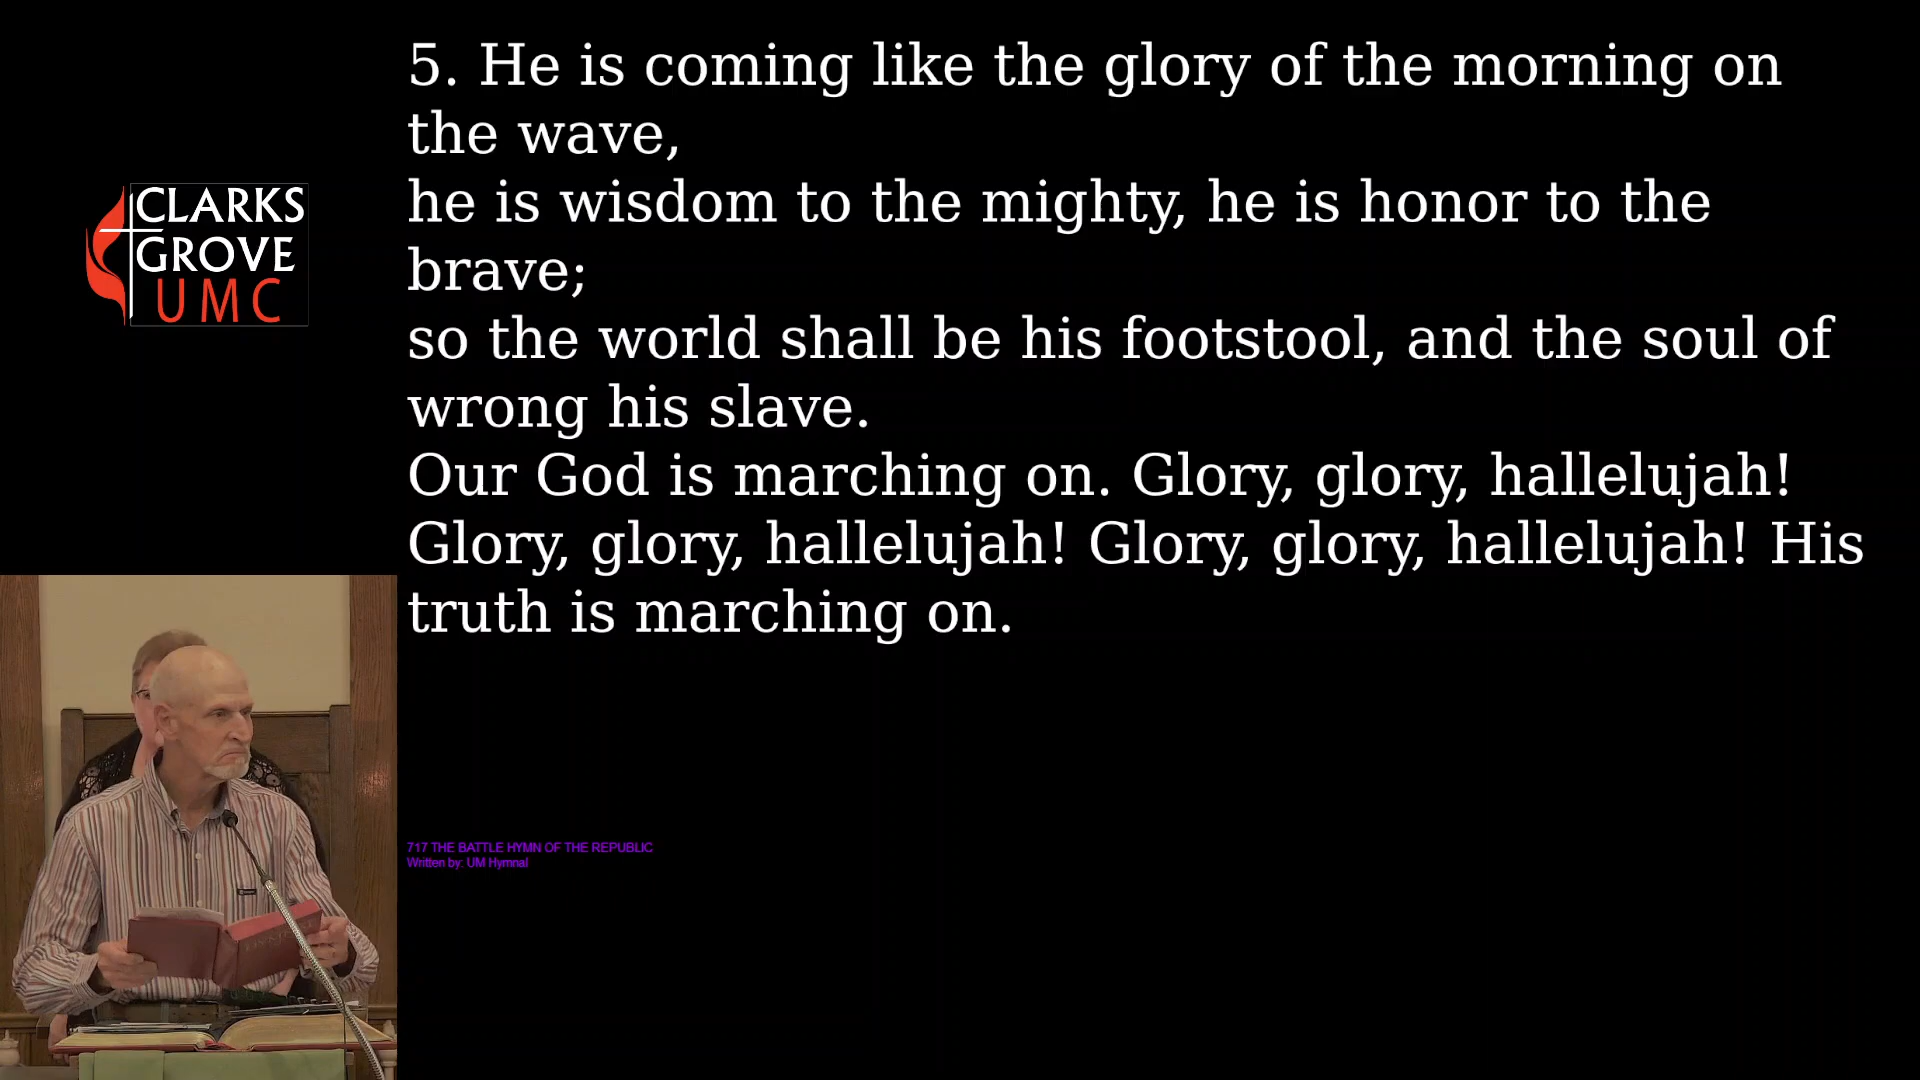 5. He is coming like the glory of the morning on
the wave,
he is wisdom to the mighty, he is honor to the
brave;
so the world shall be his footstool, and the soul of
wrong his slave.
Our God is marching on. Glory, glory, hallelujah!
Glory, glory, hallelujah! Glory, glory, hallelujah! His
truth is marching on.
CLARKS
GROVE
UMC
717 THE BATTLE HYMN OF THE REPUBLIC
Written by: UM Hymnal